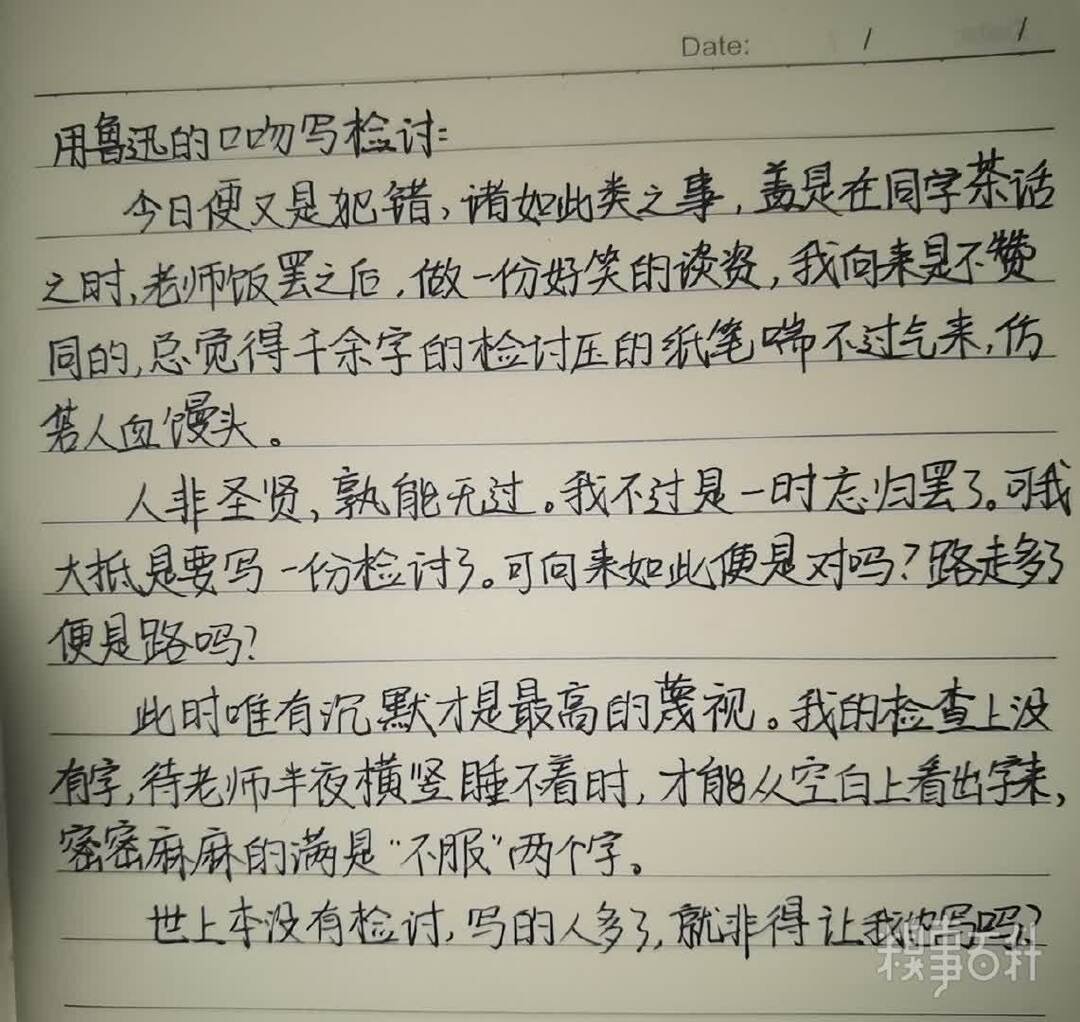 Date: / /
用鲁迅的口吻写检讨:
今日便又是犯错,诸如此类之事,盖是在同学茶话
之时,老师饭罢之后,做一份好笑的谈资,我向来是不赞
同的,总觉得千余字的检讨压的纸笔喘不过气来,仿
若人血馒头。
人非圣贤,孰能无过。我不过是一时忘归罢了。可我
大抵是要写一份检讨了。可向来如此便是对吗?路走多了
便是路吗?
此时唯有沉默才是最高的蔑视。我的检查上没
有字,待老师半夜横竖睡不着时,才能从空白上看出字来,
密密麻麻的满是“不服”两个字。
世上本没有检讨,写的人多了,就非得让我也写吗?
糗事百科